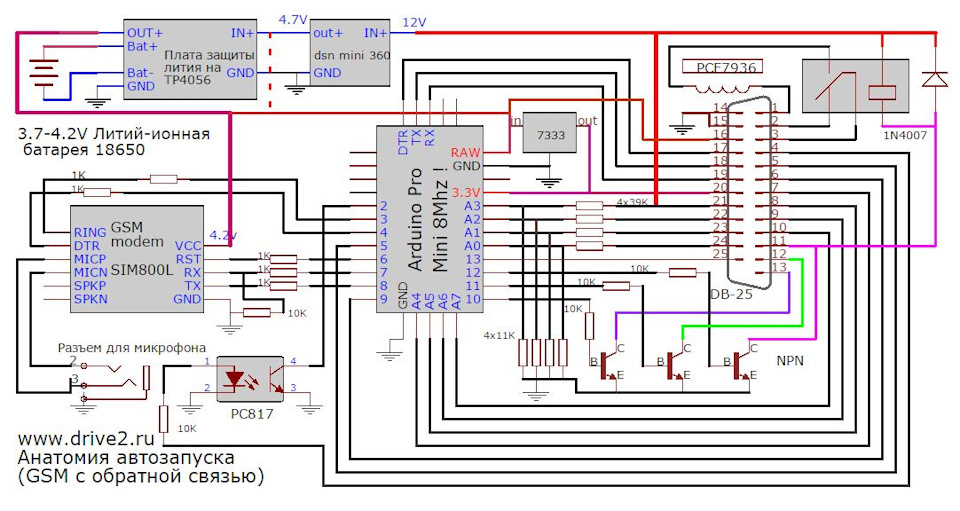 4.7V
12V
OUT+
Bat+
Bat-
GND
IN+
Плата защиты
лития на
TP4056
GND
out+
IN+
dsn mini 360
GND
3.7-4.2V Литий-ионная
батарея 18650
in
out
7333
PCF7936
1N4007
DTR
TX
RX
RAW
GND
3.3V
A3
A2
A1
A0
13
12
11
10
2
3
4
5
6
7
8
9
GND
A4
A5
A6
A7
Arduino Pro
Mini 8Mhz !
1K
1K
GSM
modem
SIM800L
RING
DTR
MICP
MICN
SPKP
SPKN
VCC
RST
RX
TX
GND
4.2v
1K
1K
1K
10K
4x39K
4x11K
10K
10K
10K
14
15
16
17
18
19
20
21
22
23
24
25
1
2
3
4
5
6
7
8
9
10
11
12
13
DB-25
B
C
E
B
C
E
B
C
E
NPN
Разъем для микрофона
2
3
1
2
4
3
PC817
10K
www.drive2.ru
Анатомия автозапуска
(GSM с обратной связью)